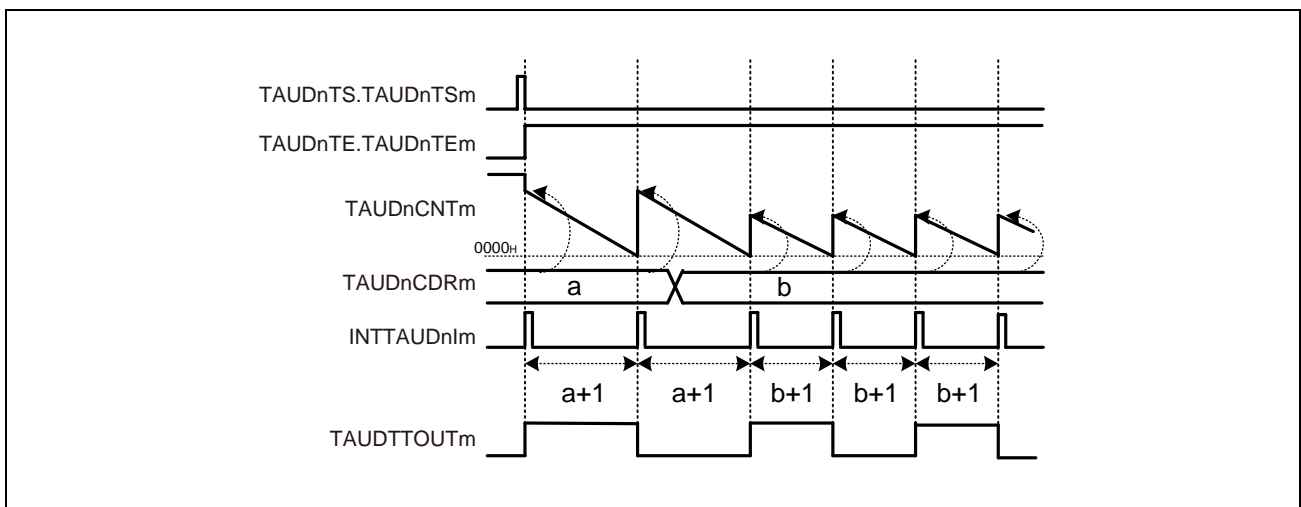 TAUDnTS.TAUDnTSm
TAUDnTE.TAUDnTEm
TAUDnCNTm
0000H
TAUDnCDRm
a b
INTTAUDnIm
a+1 a+1 b+1 b+1 b+1
TAUDTTOUTm